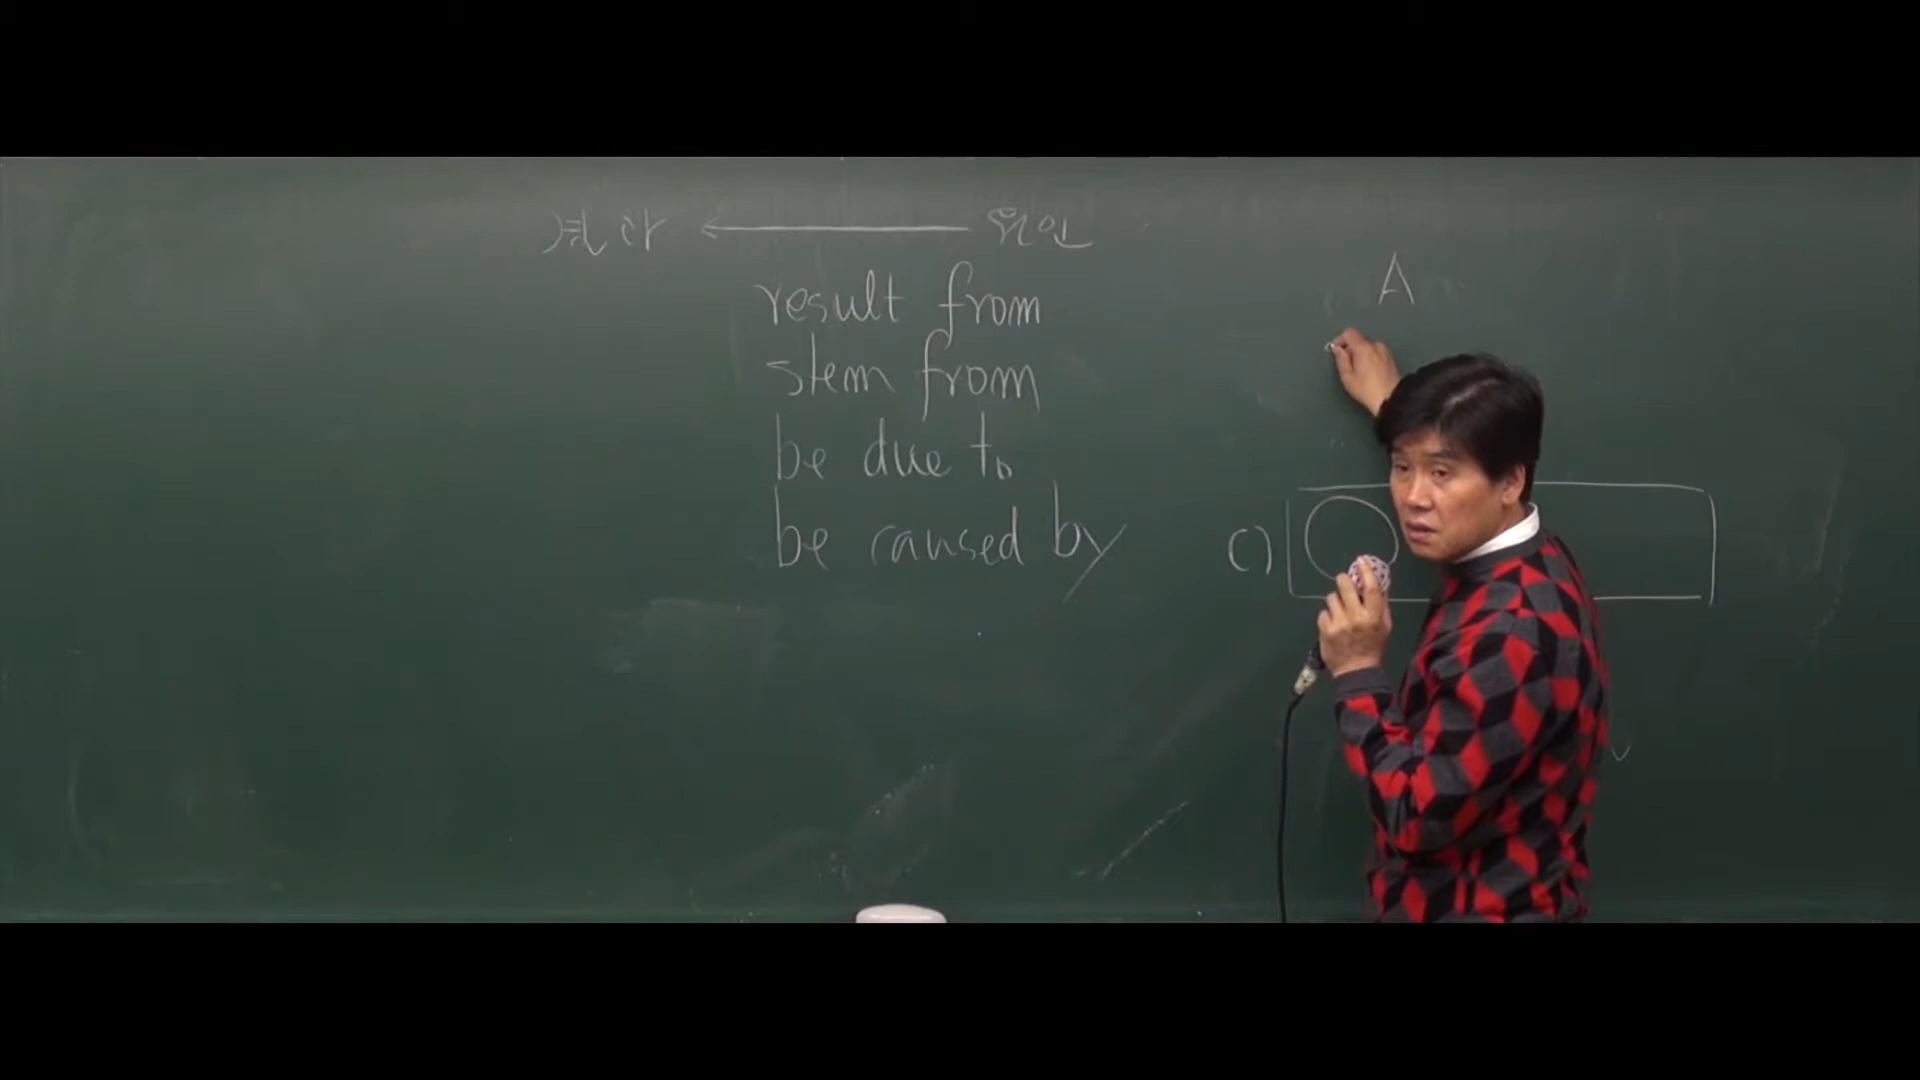 결과 ← 원인
result from
stem from
be due to
be caused by
A
C)